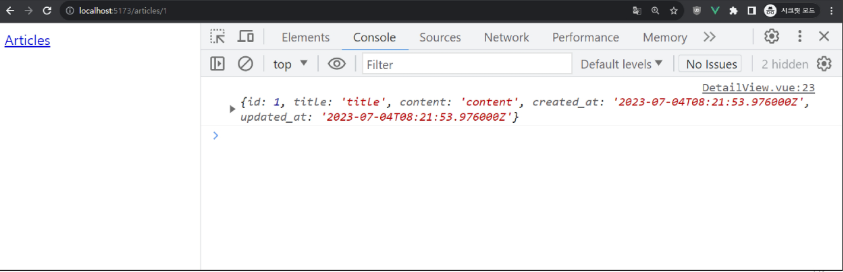 localhost:5173/articles/1
시크릿 모드
Articles
Elements Console Sources Network Performance Memory
top Filter Default levels No Issues 2 hidden
DetailView.vue:23
{id: 1, title: 'title', content: 'content', created_at: '2023-07-04T08:21:53.976000Z',
updated_at: '2023-07-04T08:21:53.976000Z'}